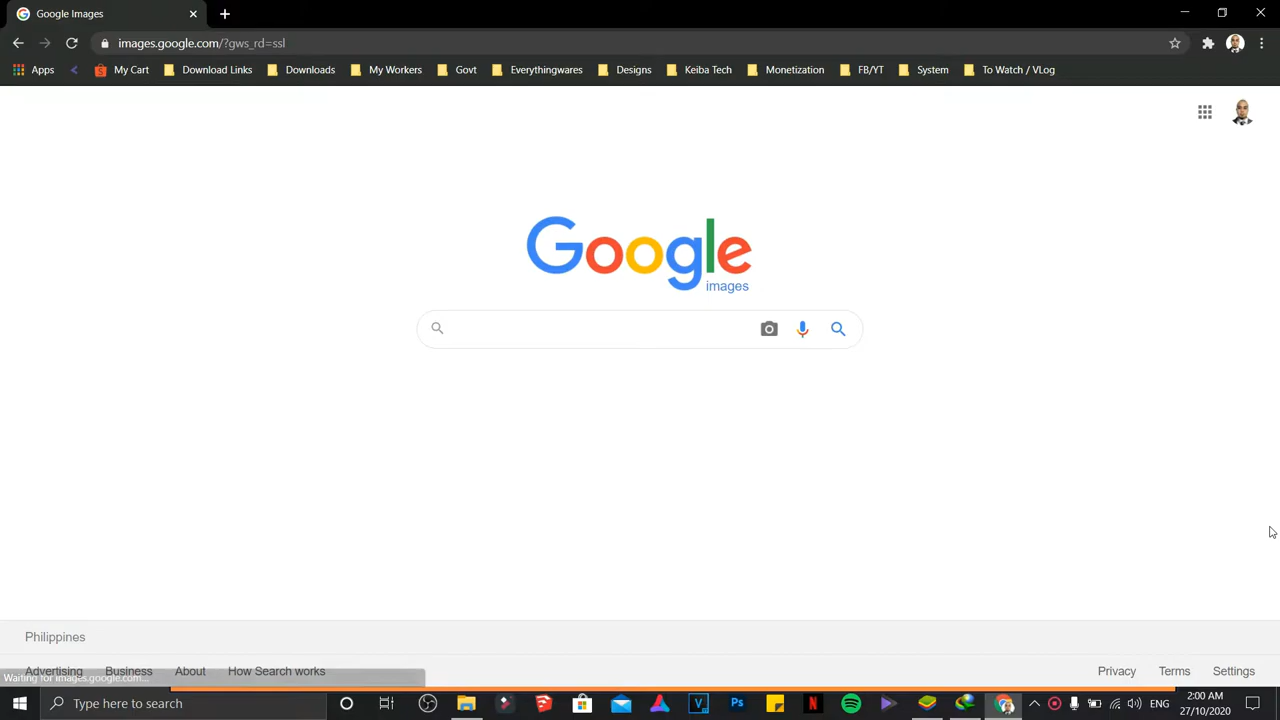 Google Images
images.google.com/?gws_rd=ssl
Apps My Cart Download Links Downloads My Workers Govt Everythingwares Designs Keiba Tech Monetization FB/YT System To Watch / VLog
Google
images
Philippines
Advertising Business About How Search works Privacy Terms Settings
Waiting for images.google.com...
Type here to search
ENG
2:00 AM
27/10/2020